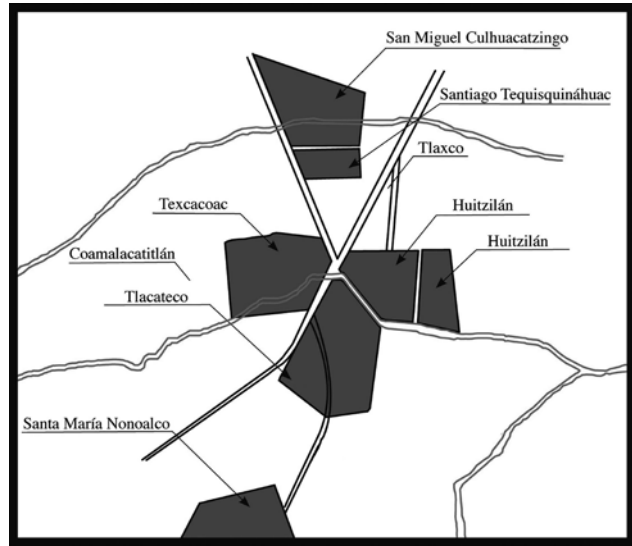 San Miguel Culhuacatzingo
Santiago Tequisquináhuac
Tlaxco
Texcacoac
Huitzilán
Huitzilán
Coamalacatitlán
Tlacateco
Santa María Nonoalco